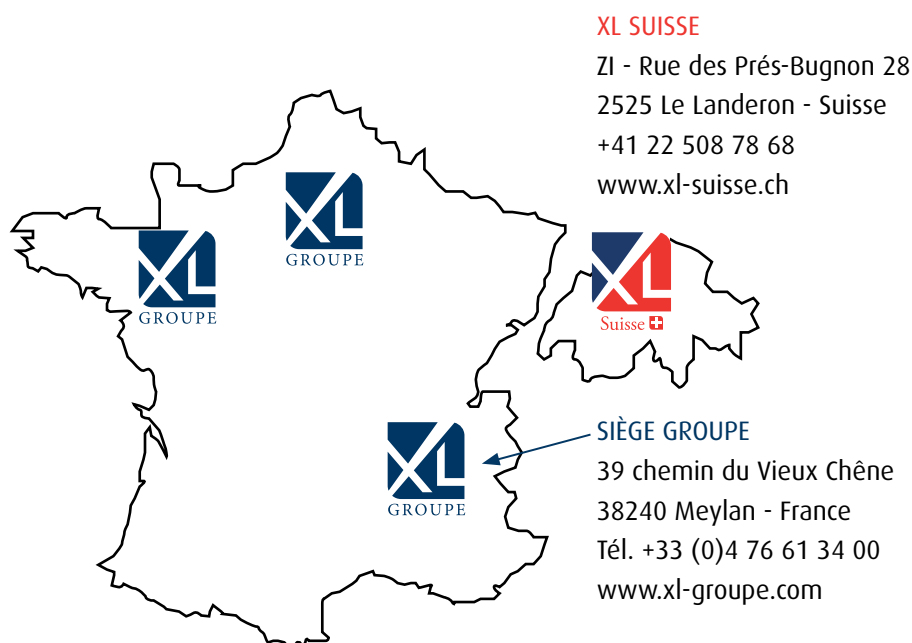 XL SUISSE
ZI - Rue des Prés-Bugnon 28
2525 Le Landeron - Suisse
+41 22 508 78 68
www.xl-suisse.ch
XL
GROUPE
XL
GROUPE
XL
Suisse
XL
GROUPE
SIÈGE GROUPE
39 chemin du Vieux Chêne
38240 Meylan - France
Tél. +33 (0)4 76 61 34 00
www.xl-groupe.com